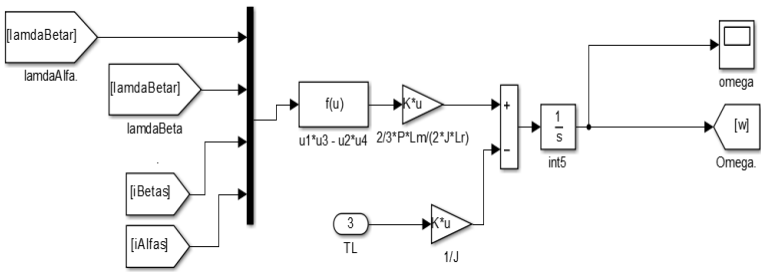 [lamdaBetar]
lamdaAlfa.
[lamdaBetar]
lamdaBeta
[iBetas]
[iAlfas]
f(u)
u1*u3 - u2*u4
K*u
2/3*P*Lm/(2*J*Lr)
3
TL
K*u
1/J
+
−
1
s
int5
omega
[w]
Omega.